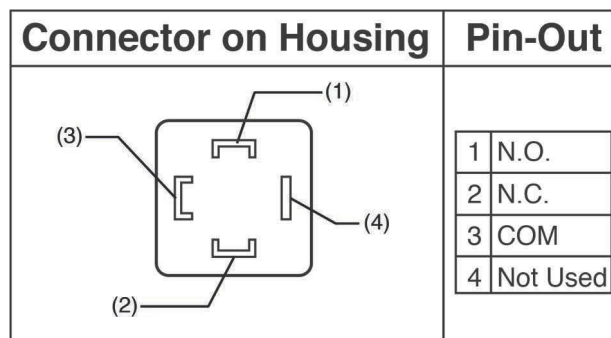 Connector on Housing Pin-Out
(1)
(3)
(4)
(2)
1 N.O.
2 N.C.
3 COM
4 Not Used